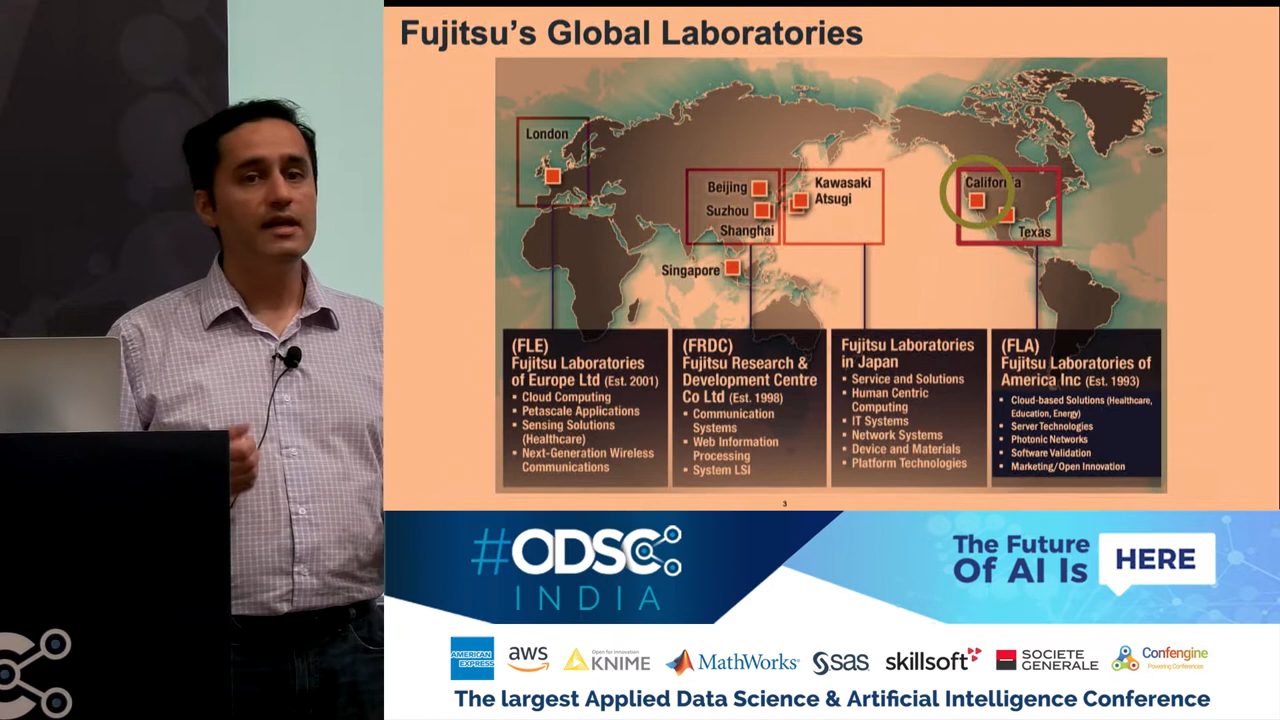 Fujitsu's Global Laboratories
London
Beijing
Suzhou
Shanghai
Singapore
Kawasaki
Atsugi
California
Texas
(FLE)
Fujitsu Laboratories
of Europe Ltd (Est. 2001)
▪ Cloud Computing
▪ Petascale Applications
▪ Sensing Solutions
(Healthcare)
▪ Next-Generation Wireless
Communications
(FRDC)
Fujitsu Research &
Development Centre
Co Ltd (Est. 1998)
▪ Communication
Systems
▪ Web Information
Processing
▪ System LSI
Fujitsu Laboratories
in Japan
▪ Service and Solutions
▪ Human Centric
Computing
▪ IT Systems
▪ Network Systems
▪ Device and Materials
▪ Platform Technologies
(FLA)
Fujitsu Laboratories of
America Inc (Est. 1993)
▪ Cloud-based Solutions (Healthcare,
Education, Energy)
▪ Server Technologies
▪ Photonic Networks
▪ Software Validation
▪ Marketing/Open Innovation
3
#ODSC
INDIA
The Future
Of AI Is
HERE
AMERICAN
EXPRESS
aws
Open for Innovation
KNIME
MathWorks
sas
skillsoft
SOCIETE
GENERALE
Confengine
Powering Conferences
The largest Applied Data Science & Artificial Intelligence Conference